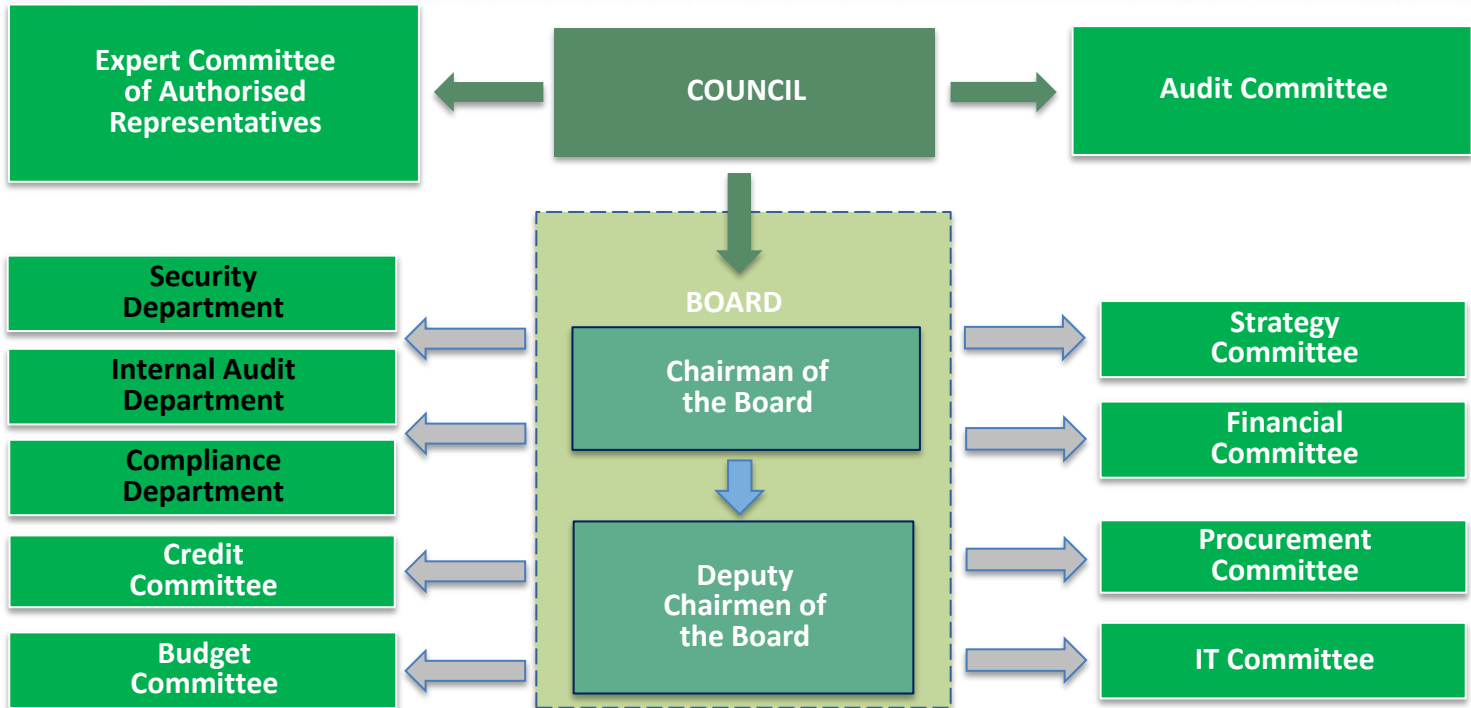 Expert Committee
of Authorised
Representatives
COUNCIL
Audit Committee
BOARD
Security
Department
Internal Audit
Department
Compliance
Department
Credit
Committee
Budget
Committee
Chairman of
the Board
Deputy
Chairmen of
the Board
Strategy
Committee
Financial
Committee
Procurement
Committee
IT Committee